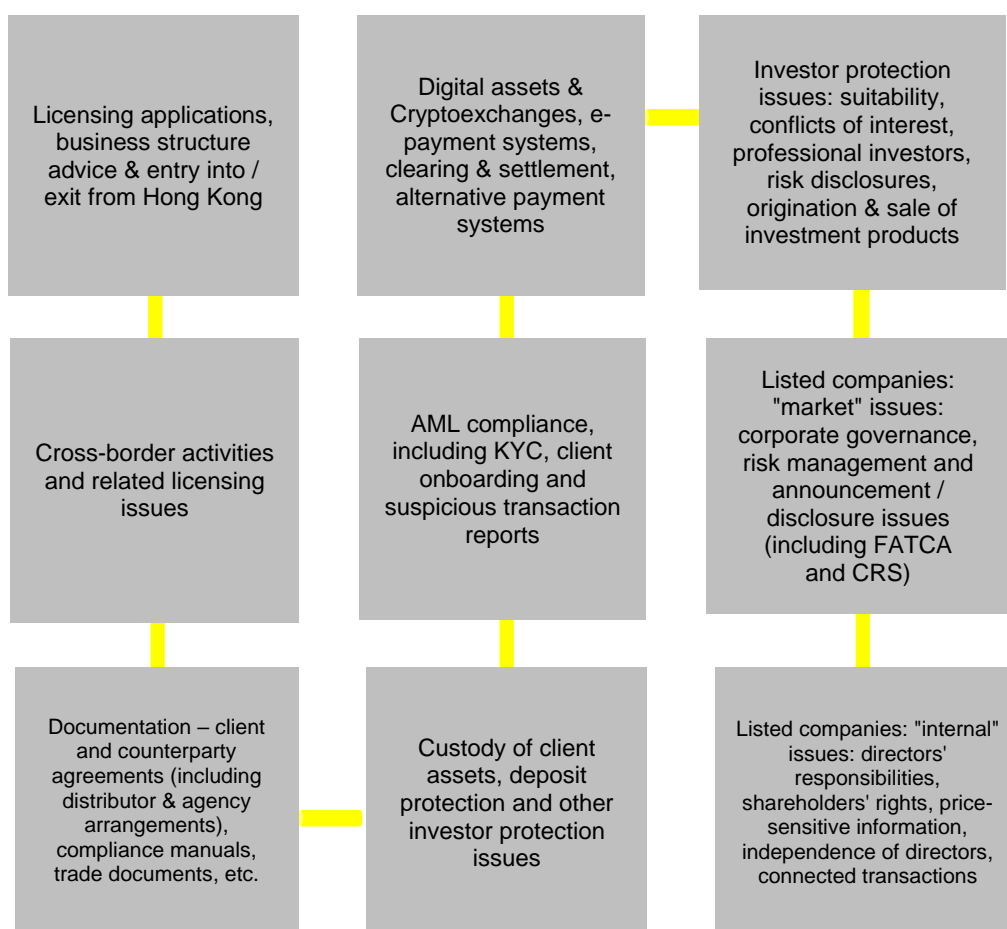 Licensing applications,
business structure
advice & entry into /
exit from Hong Kong
Cross-border activities
and related licensing
issues
Documentation – client
and counterparty
agreements (including
distributor & agency
arrangements),
compliance manuals,
trade documents, etc.
Custody of client
assets, deposit
protection and other
investor protection
issues
AML compliance,
including KYC, client
onboarding and
suspicious transaction
reports
Digital assets &
Cryptoexchanges, e-
payment systems,
clearing & settlement,
alternative payment
systems
Investor protection
issues: suitability,
conflicts of interest,
professional investors,
risk disclosures,
origination & sale of
investment products
Listed companies:
"market" issues:
corporate governance,
risk management and
announcement /
disclosure issues
(including FATCA
and CRS)
Listed companies: "internal"
issues: directors'
responsibilities,
shareholders' rights, price-
sensitive information,
independence of directors,
connected transactions